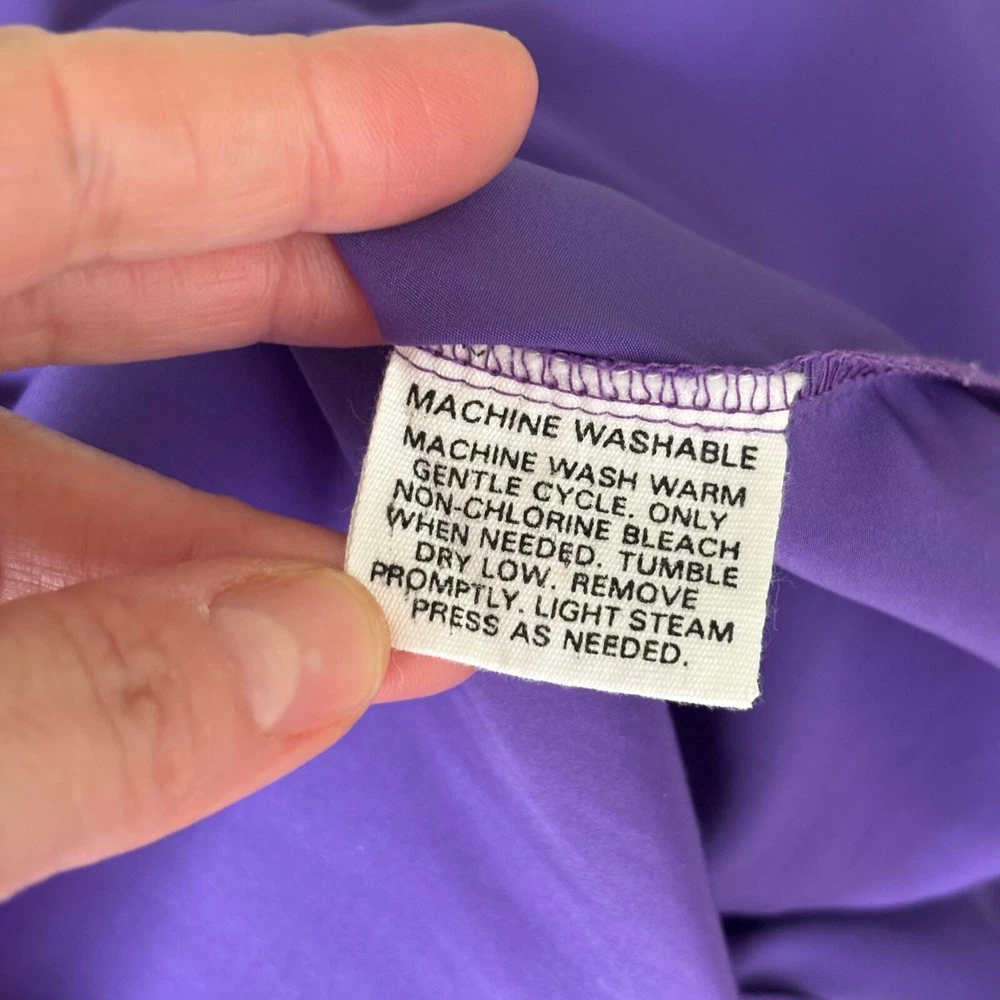 MACHINE WASHABLE
MACHINE WASH WARM
GENTLE CYCLE. ONLY
NON-CHLORINE BLEACH
WHEN NEEDED. TUMBLE
DRY LOW. REMOVE
PROMPTLY. LIGHT STEAM
PRESS AS NEEDED.